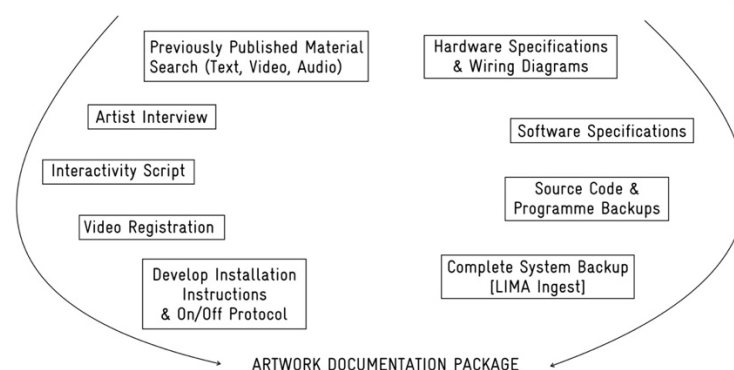 Previously Published Material
Search (Text, Video, Audio)
Artist Interview
Interactivity Script
Video Registration
Develop Installation
Instructions
& On/Off Protocol
Hardware Specifications
& Wiring Diagrams
Software Specifications
Source Code &
Programme Backups
Complete System Backup
[LIMA Ingest]
ARTWORK DOCUMENTATION PACKAGE